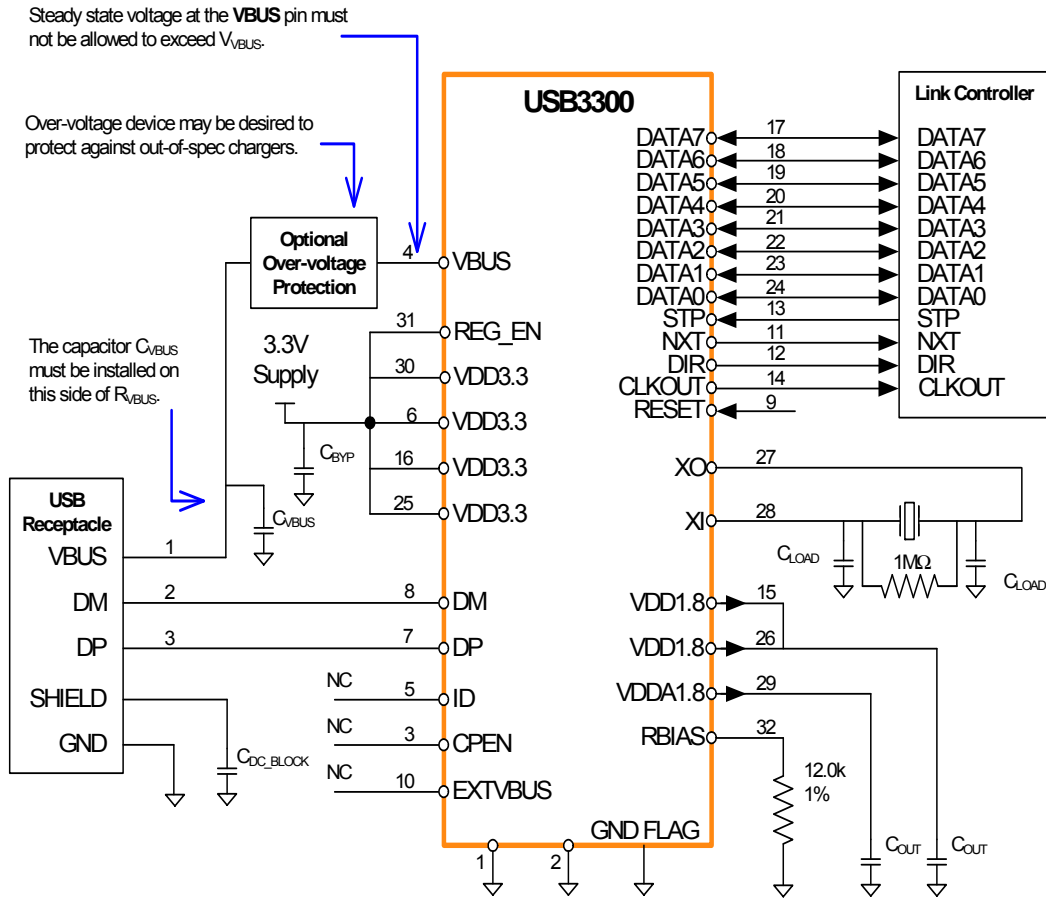 Steady state voltage at the VBUS pin must
not be allowed to exceed VVBUS.
Over-voltage device may be desired to
protect against out-of-spec chargers.
Optional
Over-voltage
Protection
The capacitor CVBUS
must be installed on
this side of RVBUS.
3.3V
Supply
CBYP
CVBUS
USB
Receptacle
VBUS
1
DM
2
DP
3
SHIELD
GND
CDC_BLOCK
USB3300
4
VBUS
31
REG_EN
30
VDD3.3
6
VDD3.3
16
VDD3.3
25
VDD3.3
8
DM
7
DP
NC
5
ID
NC
3
CPEN
NC
10
EXTVBUS
1
2
GND FLAG
DATA7
17
DATA6
18
DATA5
19
DATA4
20
DATA3
21
DATA2
22
DATA1
23
DATA0
24
STP
13
NXT
11
DIR
12
CLKOUT
14
RESET
9
XO
27
XI
28
VDD1.8
15
VDD1.8
26
VDDA1.8
29
RBIAS
32
Link Controller
DATA7
DATA6
DATA5
DATA4
DATA3
DATA2
DATA1
DATA0
STP
NXT
DIR
CLKOUT
CLOAD
1MΩ
CLOAD
12.0k
1%
COUT
COUT